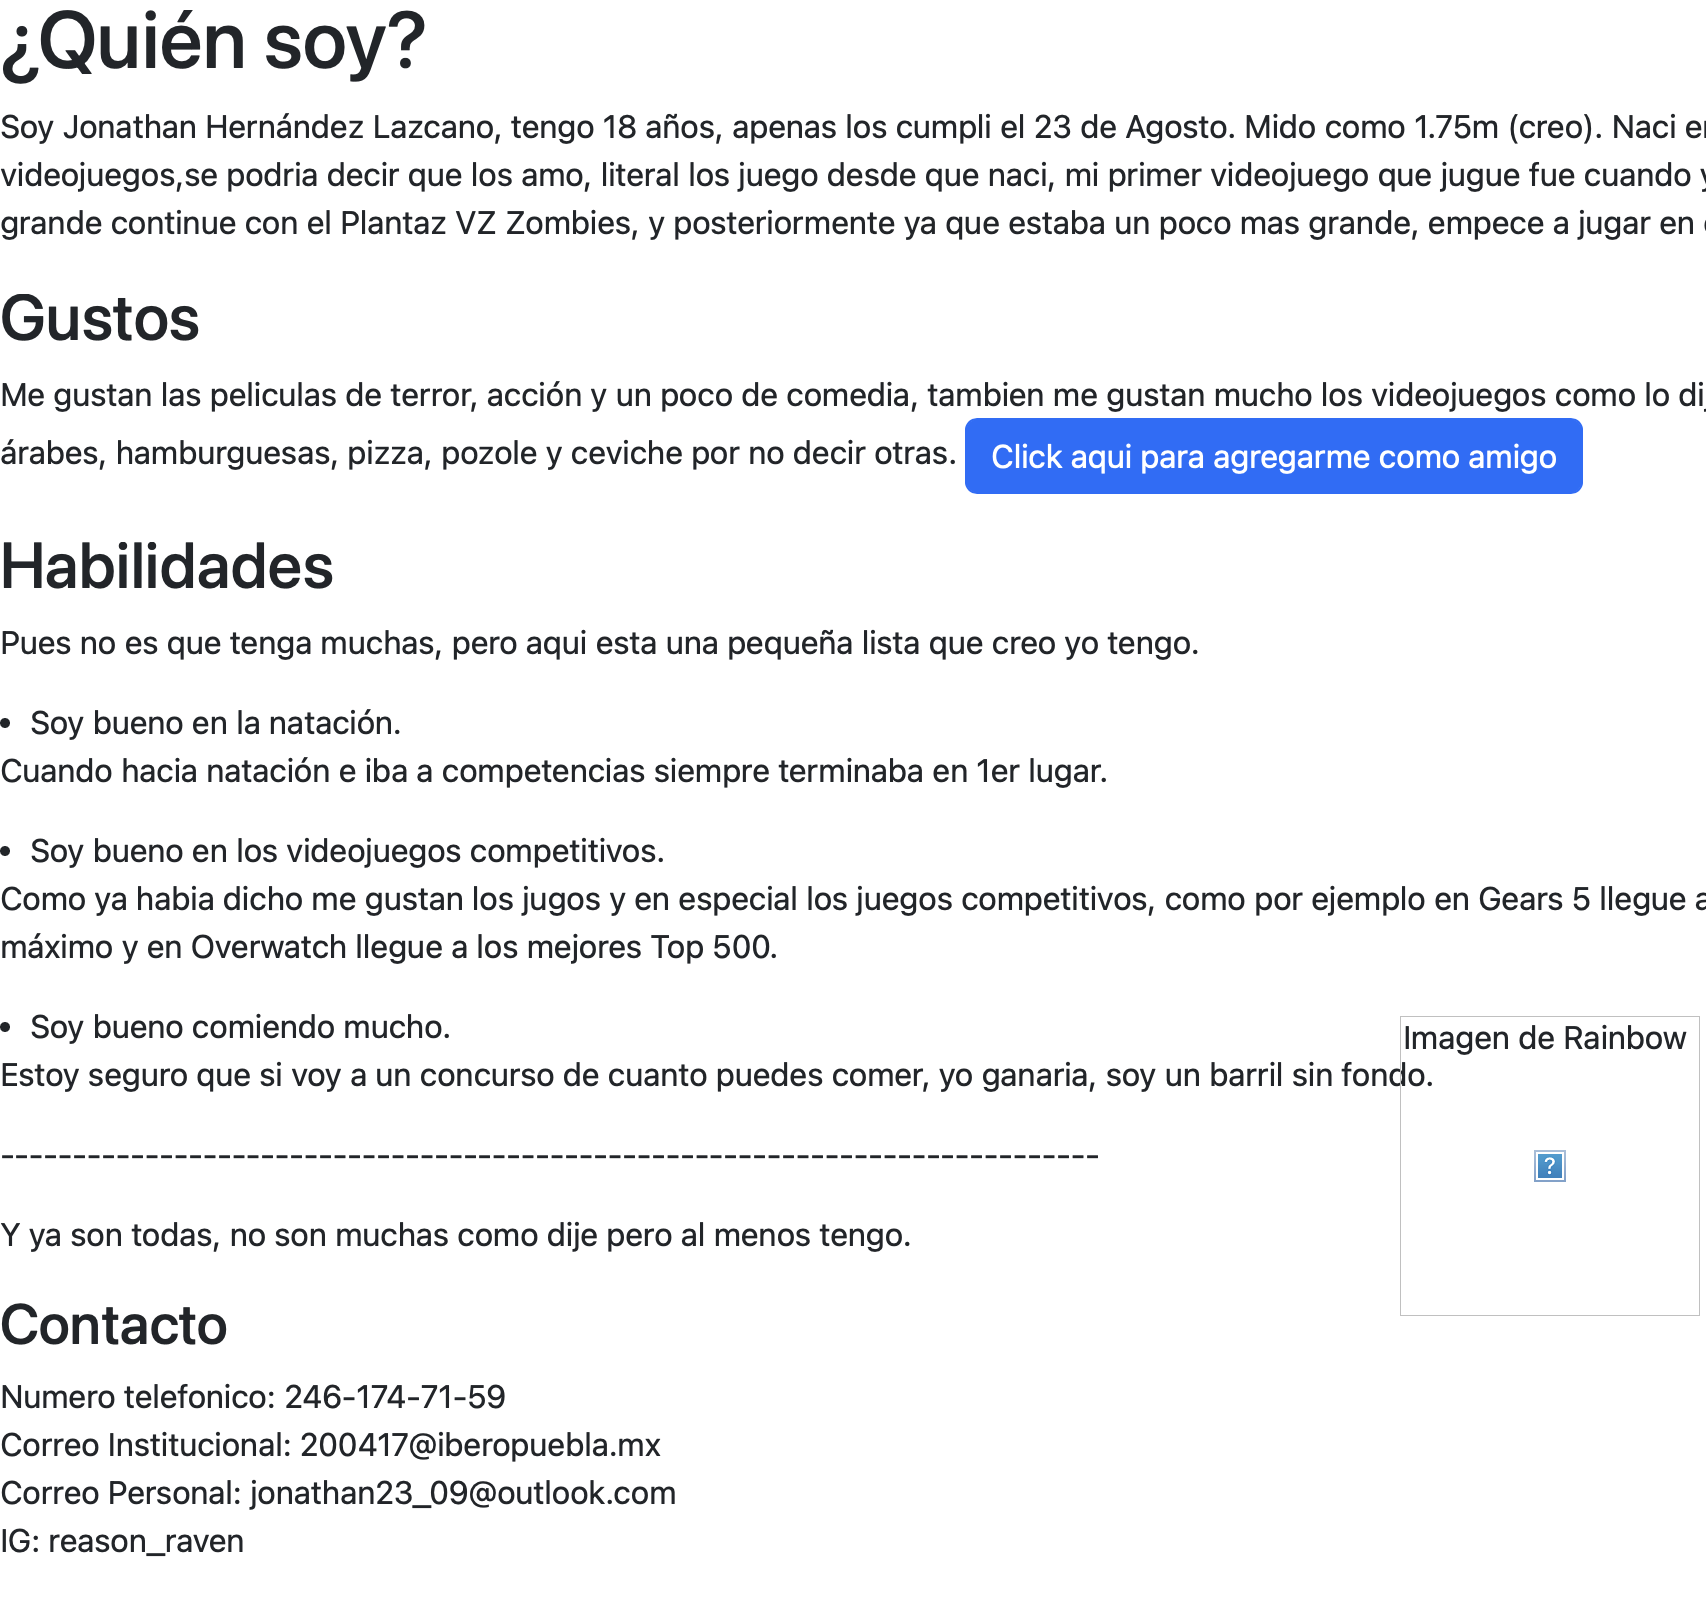 ¿Quién soy?
Soy Jonathan Hernández Lazcano, tengo 18 años, apenas los cumpli el 23 de Agosto. Mido como 1.75m (creo). Naci
videojuegos,se podria decir que los amo, literal los juego desde que naci, mi primer videojuego que jugue fue cuando
grande continue con el Plantaz VZ Zombies, y posteriormente ya que estaba un poco mas grande, empece a jugar en
Gustos
Me gustan las peliculas de terror, acción y un poco de comedia, tambien me gustan mucho los videojuegos como lo
árabes, hamburguesas, pizza, pozole y ceviche por no decir otras. Click aqui para agregarme como amigo
Habilidades
Pues no es que tenga muchas, pero aqui esta una pequeña lista que creo yo tengo.
• Soy bueno en la natación.
Cuando hacia natación e iba a competencias siempre terminaba en 1er lugar.
• Soy bueno en los videojuegos competitivos.
Como ya habia dicho me gustan los jugos y en especial los juegos competitivos, como por ejemplo en Gears 5 llegue
máximo y en Overwatch llegue a los mejores Top 500.
• Soy bueno comiendo mucho.
Imagen de Rainbow
Estoy seguro que si voy a un concurso de cuanto puedes comer, yo ganaria, soy un barril sin fondo.
----------------------------------------------------------------------------
Y ya son todas, no son muchas como dije pero al menos tengo.
Contacto
Numero telefonico: 246-174-71-59
Correo Institucional: 200417@iberopuebla.mx
Correo Personal: jonathan23_09@outlook.com
IG: reason_raven